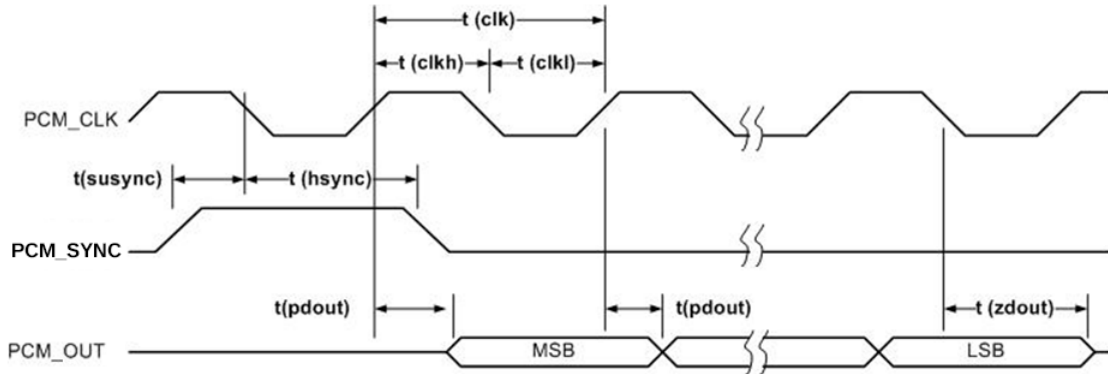 t (clk)
t (clkh) t (clkl)
PCM_CLK
t(susync) t (hsync)
PCM_SYNC
t(pdout) t(pdout) t (zdout)
PCM_OUT MSB LSB